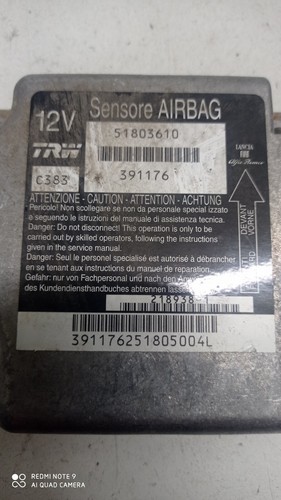 12V
Sensore AIRBAG
51803610
TRW
391176
C383
LANCIA
FIAT
Alfa Romeo
ATTENZIONE - CAUTION - ATTENTION - ACHTUNG
Pericolo! Non scollegare se non da personale special izzato
a seguendo le istruzioni del manuale di assistenza tecnica.
Danger: Do not disconnect! This operation is only to be
carried out by skilled operators, following the instructions
given in the service manual.
Danger: Seul le personnel specialisé est autorisé à débrancher
en se tenant aux instructions du manuel de reparation.
Gefahr: nur von Fachpersonal und nach den Anweisungen
des Kundendiensthandbuches abtrennen lassen
DEVANT
VORNE
391176251805004L
REDMI NOTE 9
AI QUAD CAMERA